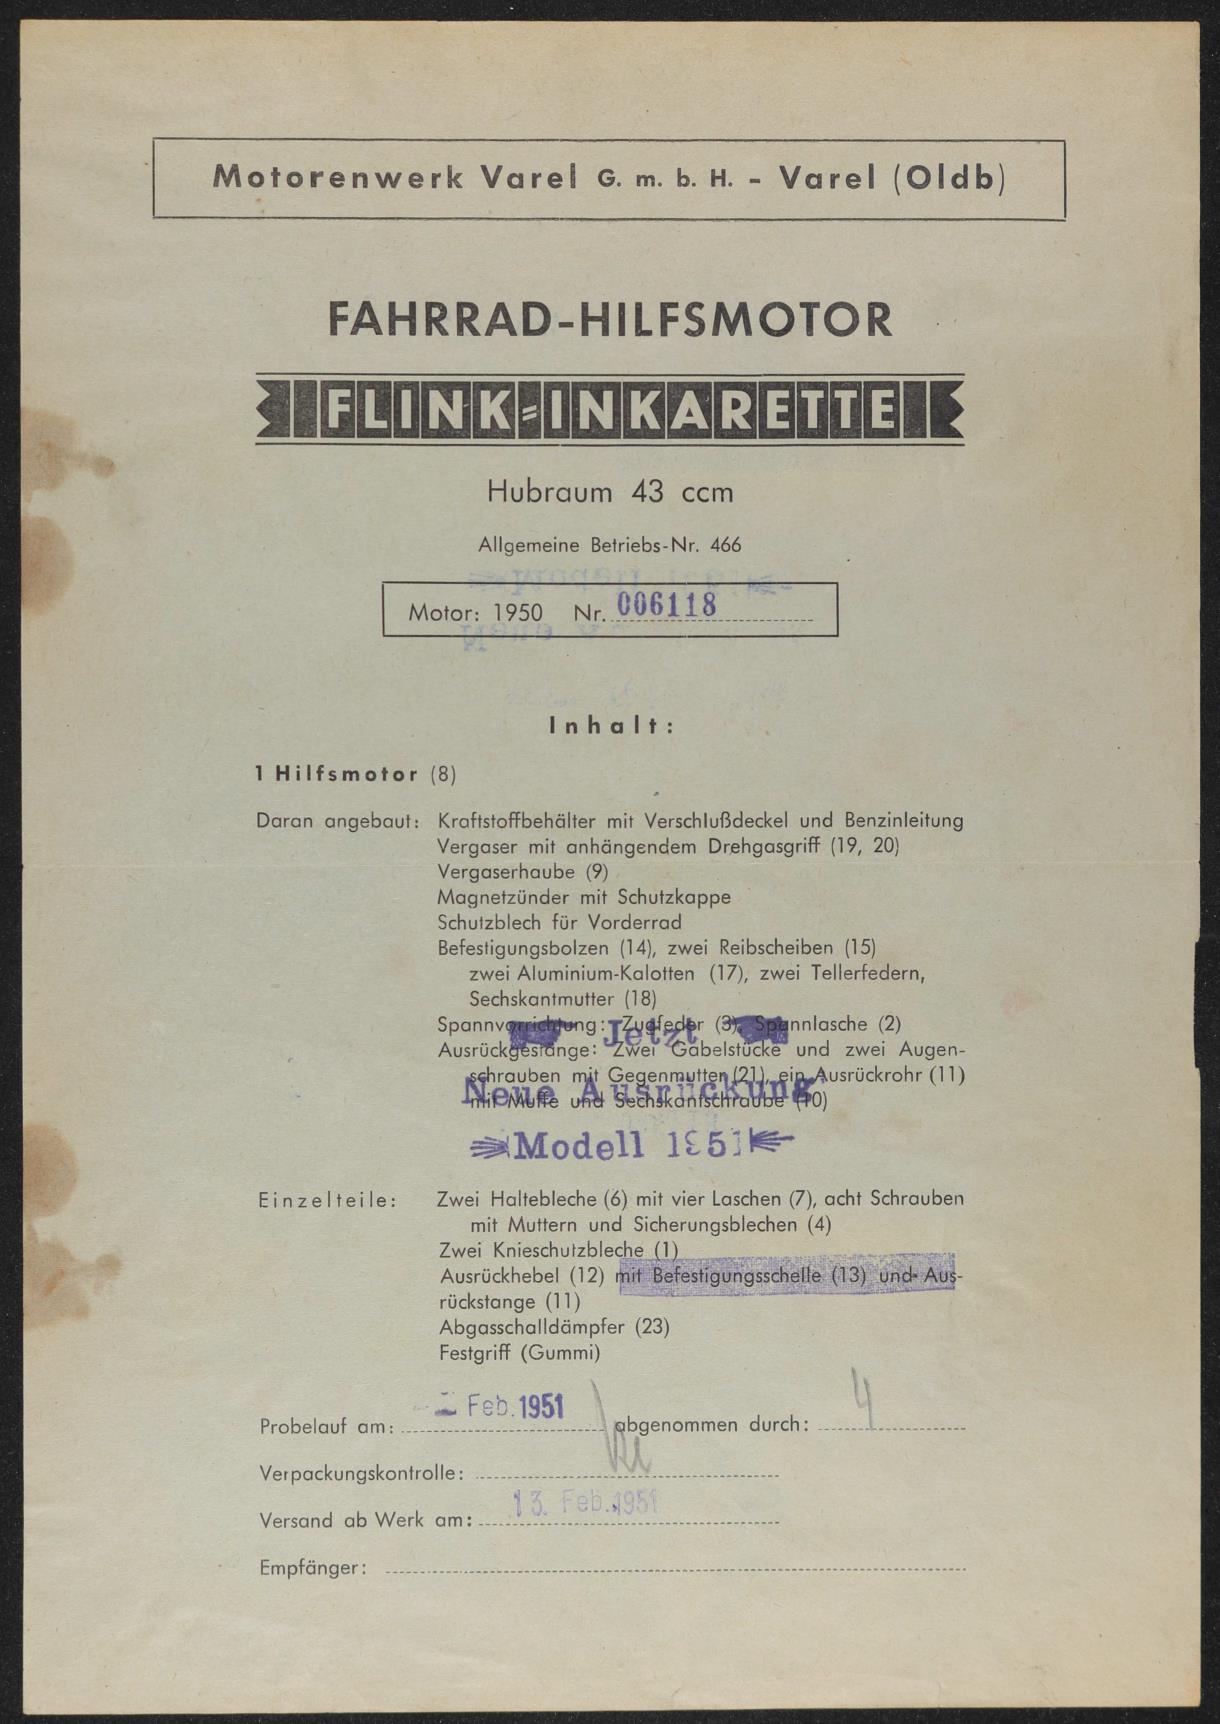 Motorenwerk Varel G. m. b. H. - Varel (Oldb)
FAHRRAD-HILFSMOTOR
FLINK=INKARETTE
Hubraum 43 ccm
Allgemeine Betriebs-Nr. 466
Motor: 1950 Nr. 006118
Inhalt:
1 Hilfsmotor (8)
Daran angebaut: Kraftstoffbehälter mit Verschlußdeckel und Benzinleitung
Vergaser mit anhängendem Drehgasgriff (19, 20)
Vergaserhaube (9)
Magnetzünder mit Schutzkappe
Schutzblech für Vorderrad
Befestigungsbolzen (14), zwei Reibscheiben (15)
zwei Aluminium-Kalotten (17), zwei Tellerfedern,
Sechskantmutter (18)
Spannvorrichtung: Zugfeder (3), Spannlasche (2)
Jetzt
Ausrückgestänge: Zwei Gabelstücke und zwei Augen-
schrauben mit Gegenmuttern (21), ein Ausrückrohr (11)
Neue Ausrückung
mit Muffe und Sechskantschraube (10)
Modell 1951
Einzelteile: Zwei Haltebleche (6) mit vier Laschen (7), acht Schrauben
mit Muttern und Sicherungsblechen (4)
Zwei Knieschutzbleche (1)
Ausrückhebel (12) mit Befestigungsschelle (13) und Aus-
rückstange (11)
Abgasschalldämpfer (23)
Festgriff (Gummi)
Probelauf am: Feb. 1951 abgenommen durch: 4
Verpackungskontrolle:
Versand ab Werk am: 13. Feb. 1951
Empfänger: